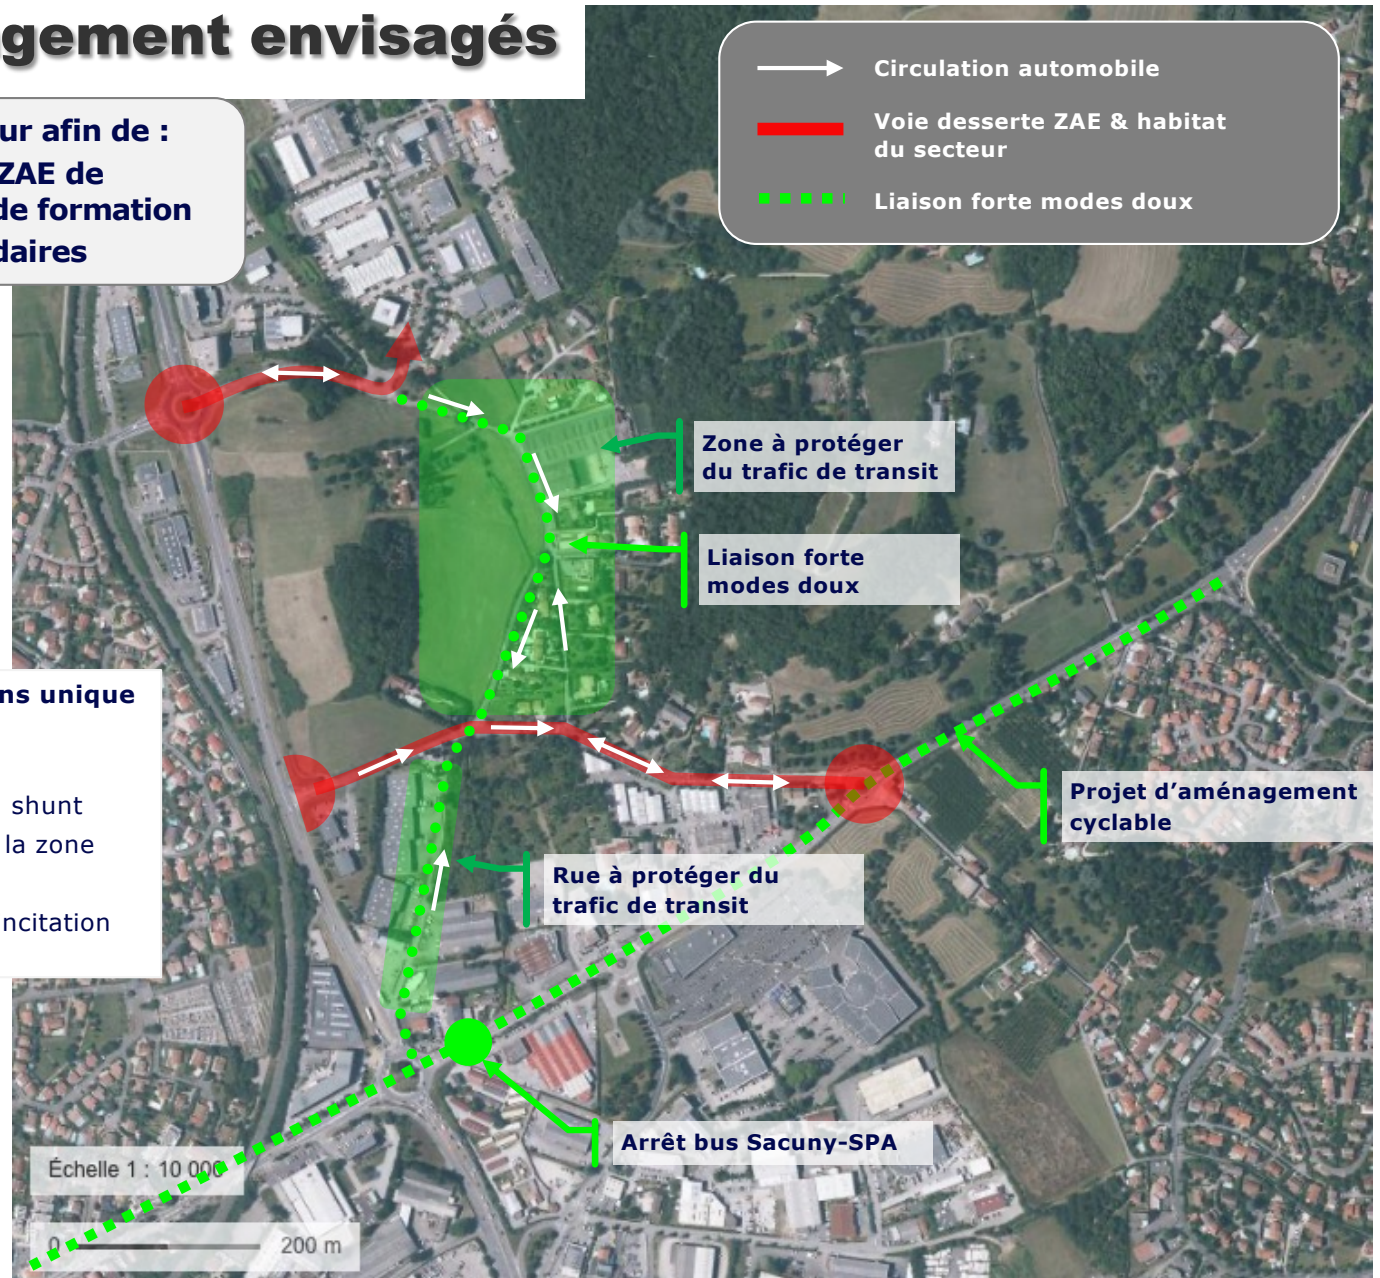 gement envisagés
ur afin de :
ZAE de
de formation
daires
Circulation automobile
Voie desserte ZAE & habitat
du secteur
Liaison forte modes doux
Zone à protéger
du trafic de transit
Liaison forte
modes doux
ns unique
shunt
la zone
ncitation
Projet d'aménagement
cyclable
Rue à protéger du
trafic de transit
Arrêt bus Sacuny-SPA
Échelle 1 : 10 000
0 200 m